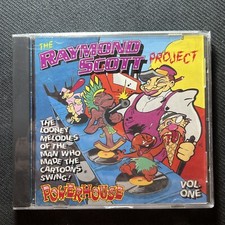 THE
RAYMOND
SCOTT
PROJECT
THE
LOONEY
MELODIES OF
THE MAN WHO
MADE THE
CARTOONS
SWING!
POWERHOUSE
VOL.
ONE